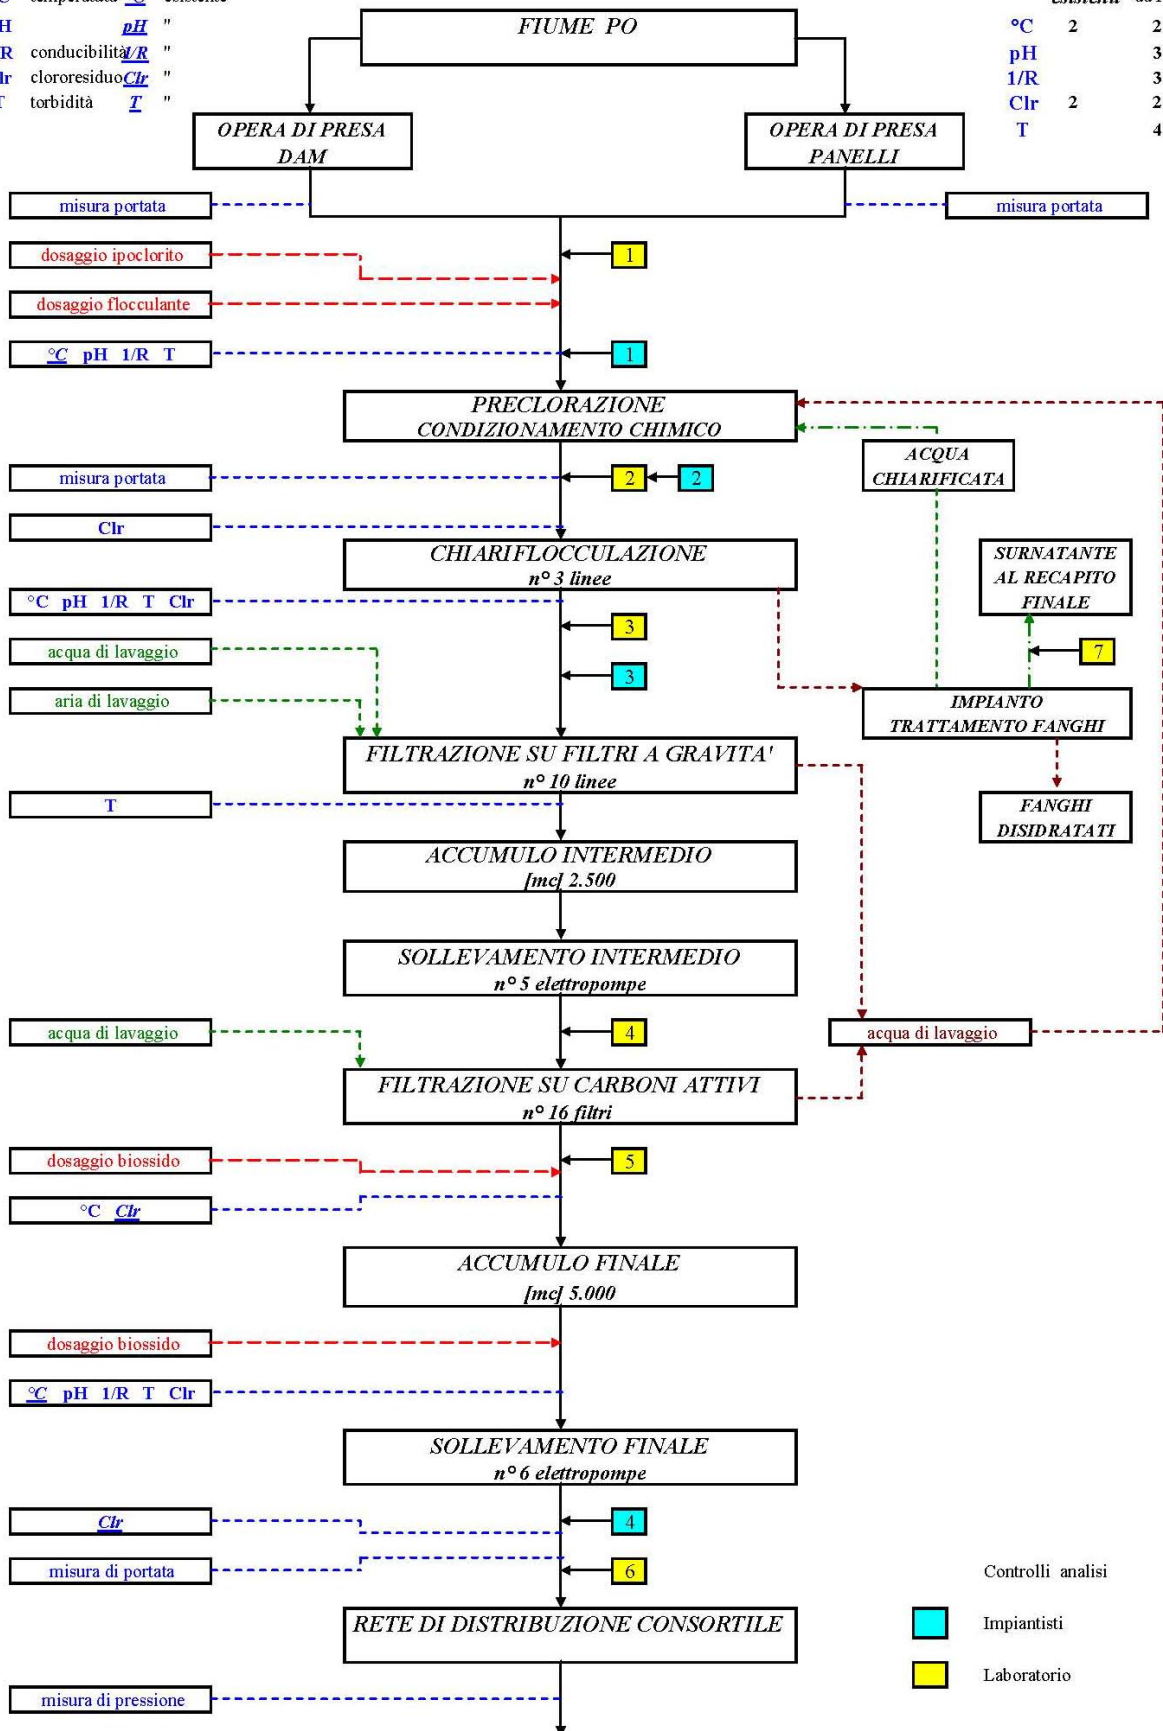 temperatura °C esistente
H pH "
R conducibilità 1/R "
lr clororesiduo Clr "
T torbidità T "
esistenti
°C 2 2
pH 3
1/R 3
Clr 2 2
T 4
FIUME PO
OPERA DI PRESA
DAM
OPERA DI PRESA
PANELLI
misura portata
misura portata
dosaggio ipoclorito
1
dosaggio flocculante
°C pH 1/R T
1
PRECLORAZIONE
CONDIZIONAMENTO CHIMICO
ACQUA
CHIARIFICATA
misura portata
2
2
Clr
CHIARIFLOCCULAZIONE
n° 3 linee
SURNATANTE
AL RECAPITO
FINALE
°C pH 1/R T Clr
3
acqua di lavaggio
7
3
aria di lavaggio
IMPIANTO
TRATTAMENTO FANGHI
FILTRAZIONE SU FILTRI A GRAVITA'
n° 10 linee
T
FANGHI
DISIDRATATI
ACCUMULO INTERMEDIO
[mc] 2.500
SOLLEVAMENTO INTERMEDIO
n° 5 elettropompe
acqua di lavaggio
4
acqua di lavaggio
FILTRAZIONE SU CARBONI ATTIVI
n° 16 filtri
dosaggio biossido
5
°C Clr
ACCUMULO FINALE
[mc] 5.000
dosaggio biossido
°C pH 1/R T Clr
SOLLEVAMENTO FINALE
n° 6 elettropompe
Clr
4
misura di portata
6
Controlli analisi
RETE DI DISTRIBUZIONE CONSORTILE
Impiantisti
Laboratorio
misura di pressione